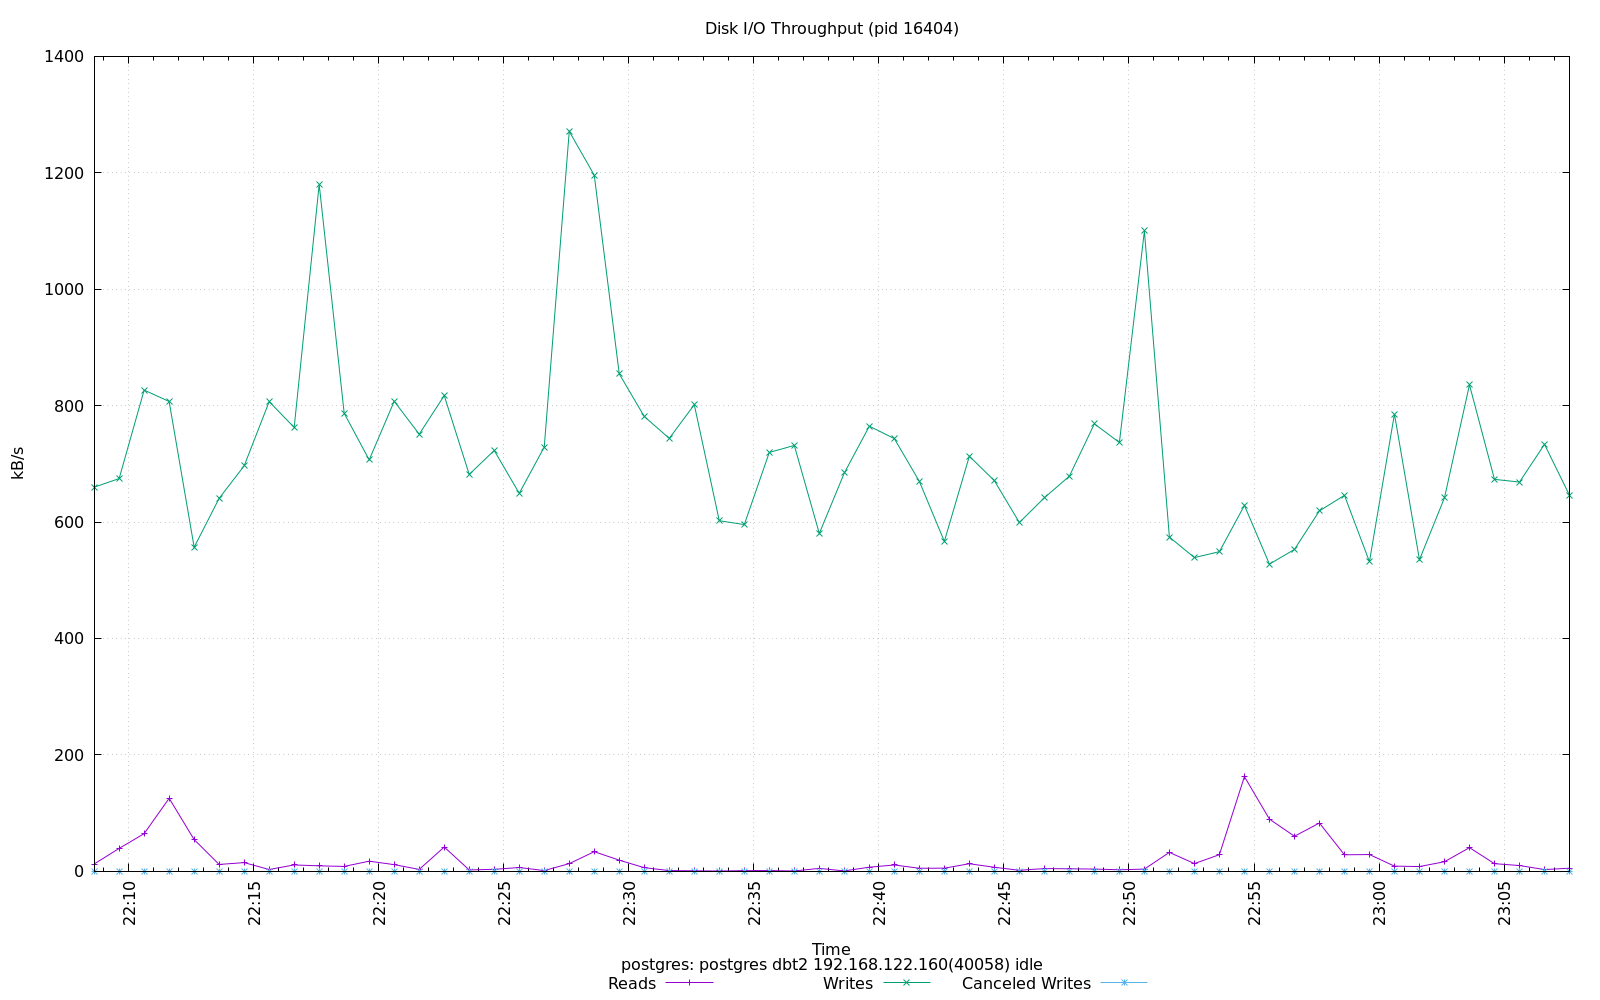 Disk I/O Throughput (pid 16404)
1400
1200
1000
800
600
400
200
0
kB/s
22:10 22:15 22:20 22:25 22:30 22:35 22:40 22:45 22:50 22:55 23:00 23:05
Time
postgres: postgres dbt2 192.168.122.160(40058) idle
Reads Writes Canceled Writes